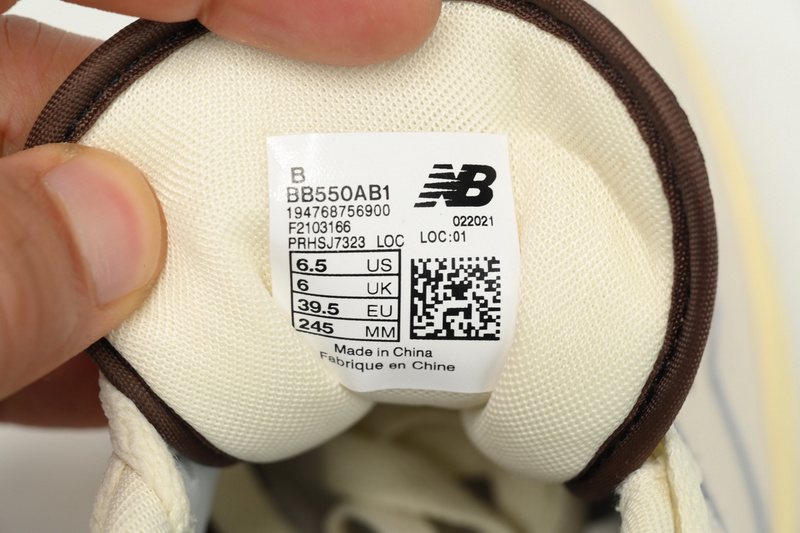 B
BB550AB1
194768756900
F2103166
PRHSJ7323 LOC LOC:01
NB
022021
6.5 US
6 UK
39.5 EU
245 MM
Made in China
Fabrique en Chine